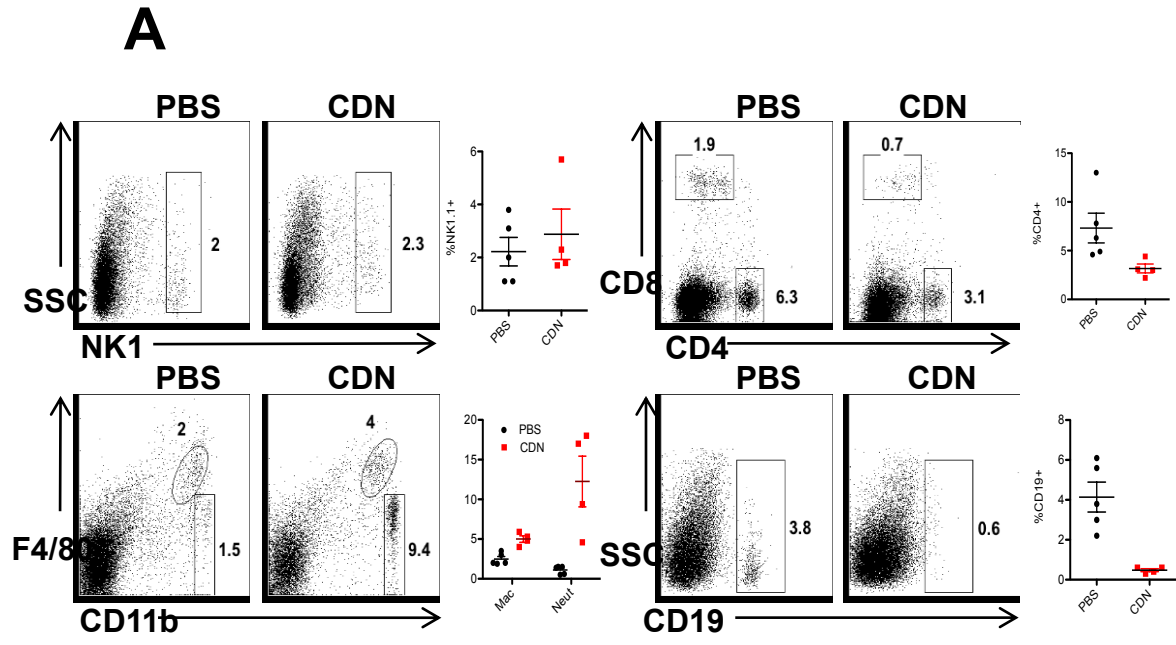 A
PBS CDN
2
2.3
SSC
NK1
6
4
2
0
%NK1.1+
PBS CDN
PBS CDN
1.9
0.7
CD8
6.3
3.1
CD4
15
10
5
0
%CD4+
PBS CDN
PBS CDN
2
4
F4/80
1.5
9.4
CD11b
20
15
10
5
0
PBS
CDN
Mac Neut
PBS CDN
SSC
3.8
0.6
CD19
8
6
4
2
0
%CD19+
PBS CDN